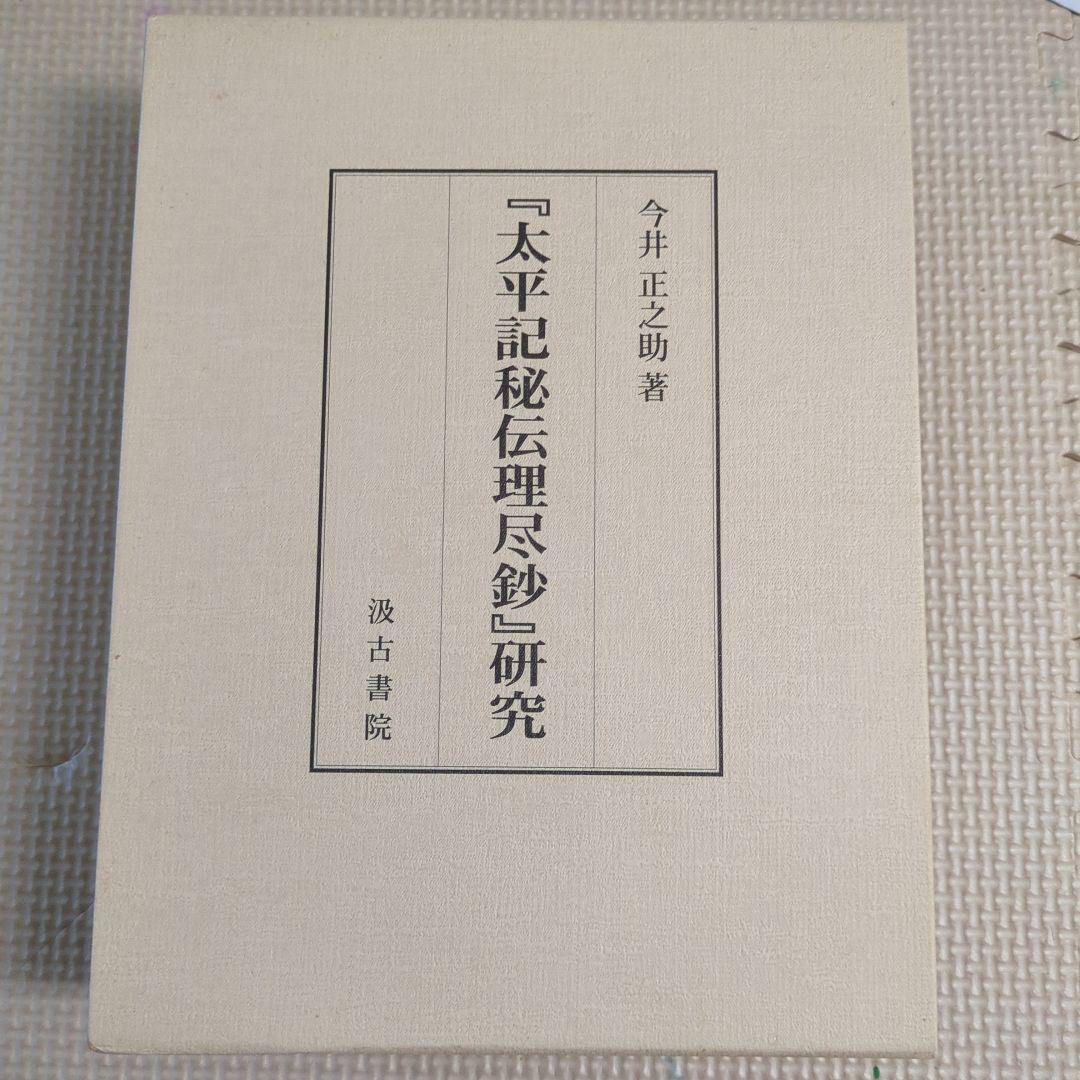 今井 正之助 著
『太平記秘伝理尽鈔』研究
汲古書院